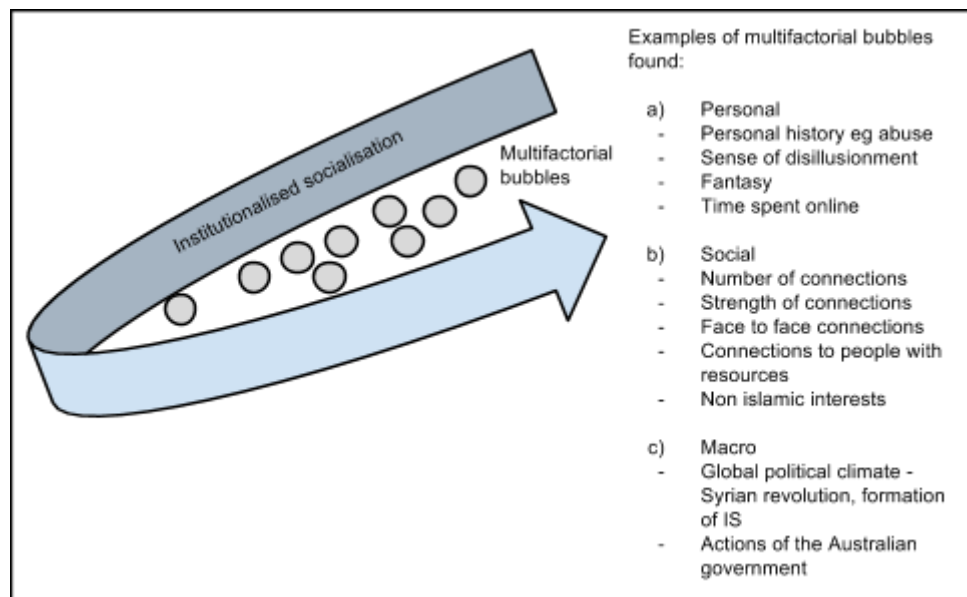 Institutionalised socialisation
Multifactorial
bubbles
Examples of multifactorial bubbles
found:
a) Personal
- Personal history eg abuse
- Sense of disillusionment
- Fantasy
- Time spent online
b) Social
- Number of connections
- Strength of connections
- Face to face connections
- Connections to people with
resources
- Non islamic interests
c) Macro
- Global political climate -
Syrian revolution, formation
of IS
- Actions of the Australian
government